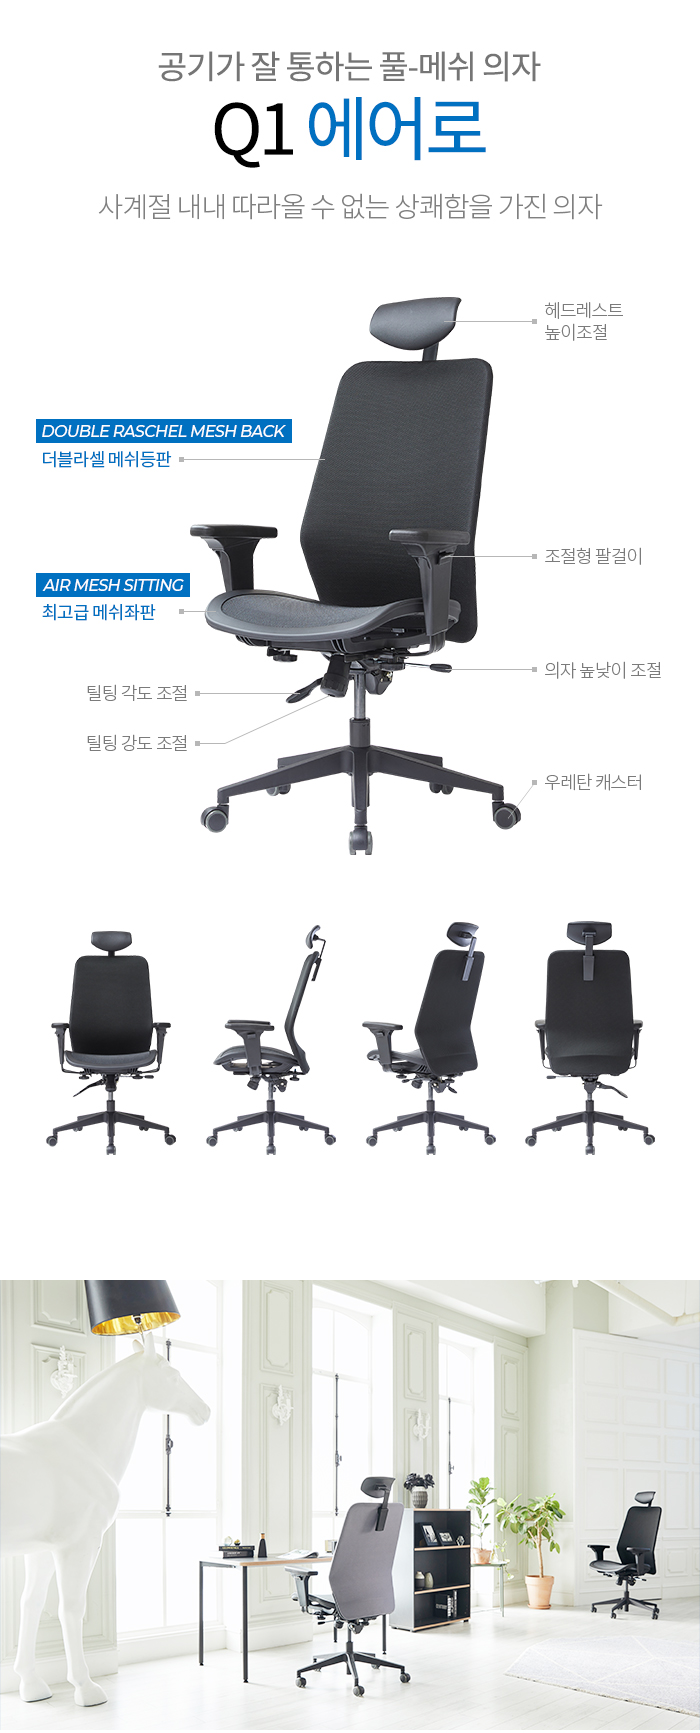 공기가 잘 통하는 풀-메쉬 의자
Q1 에어로
사계절 내내 따라올 수 없는 상쾌함을 가진 의자
헤드레스트
높이조절
DOUBLE RASCHEL MESH BACK
더블라셀 메쉬등판
조절형 팔걸이
AIR MESH SITTING
최고급 메쉬좌판
의자 높낮이 조절
틸팅 각도 조절
틸팅 강도 조절
우레탄 캐스터